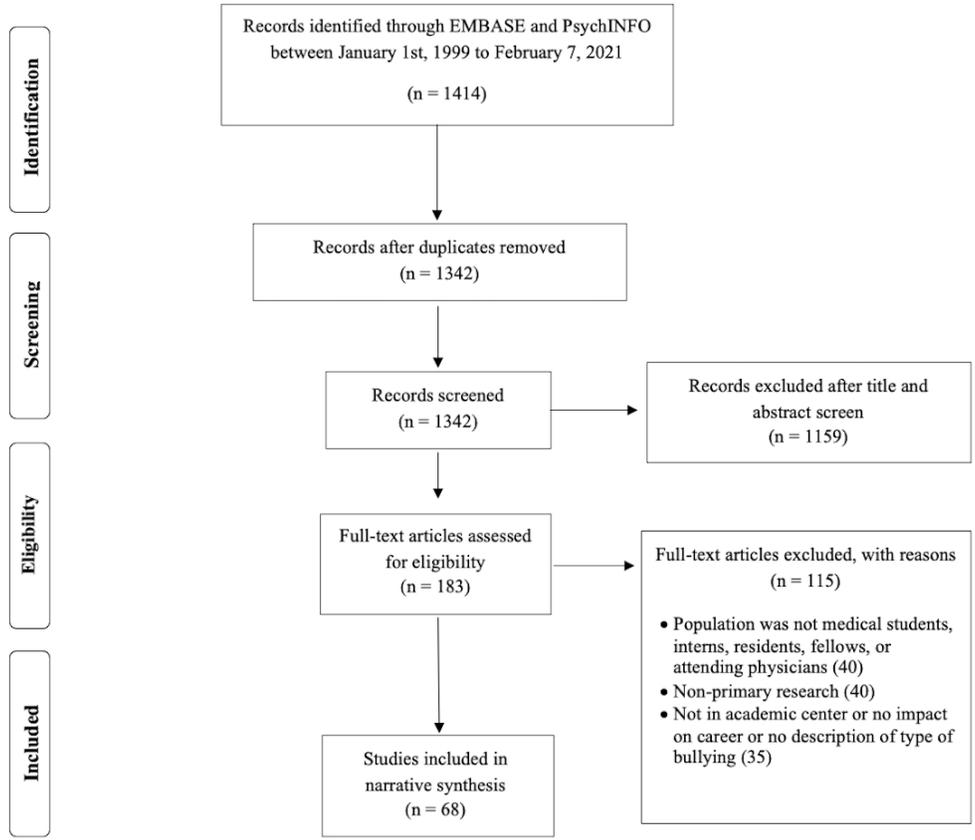 Identification
Records identified through EMBASE and PsychINFO
between January 1st, 1999 to February 7, 2021
(n = 1414)
Screening
Records after duplicates removed
(n = 1342)
Records screened
(n = 1342)
Records excluded after title and
abstract screen
(n = 1159)
Eligibility
Full-text articles assessed
for eligibility
(n = 183)
Full-text articles excluded, with reasons
(n = 115)
• Population was not medical students,
interns, residents, fellows, or
attending physicians (40)
• Non-primary research (40)
• Not in academic center or no impact
on career or no description of type of
bullying (35)
Included
Studies included in
narrative synthesis
(n = 68)